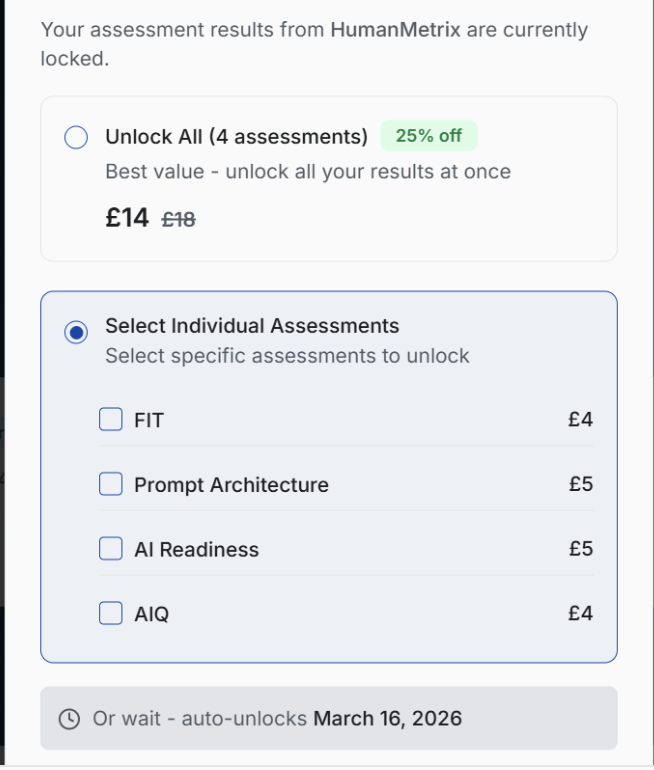 Your assessment results from HumanMetrix are currently
locked.
Unlock All (4 assessments) 25% off
Best value - unlock all your results at once
£14 £18
Select Individual Assessments
Select specific assessments to unlock
FIT £4
Prompt Architecture £5
AI Readiness £5
AIQ £4
Or wait - auto-unlocks March 16, 2026